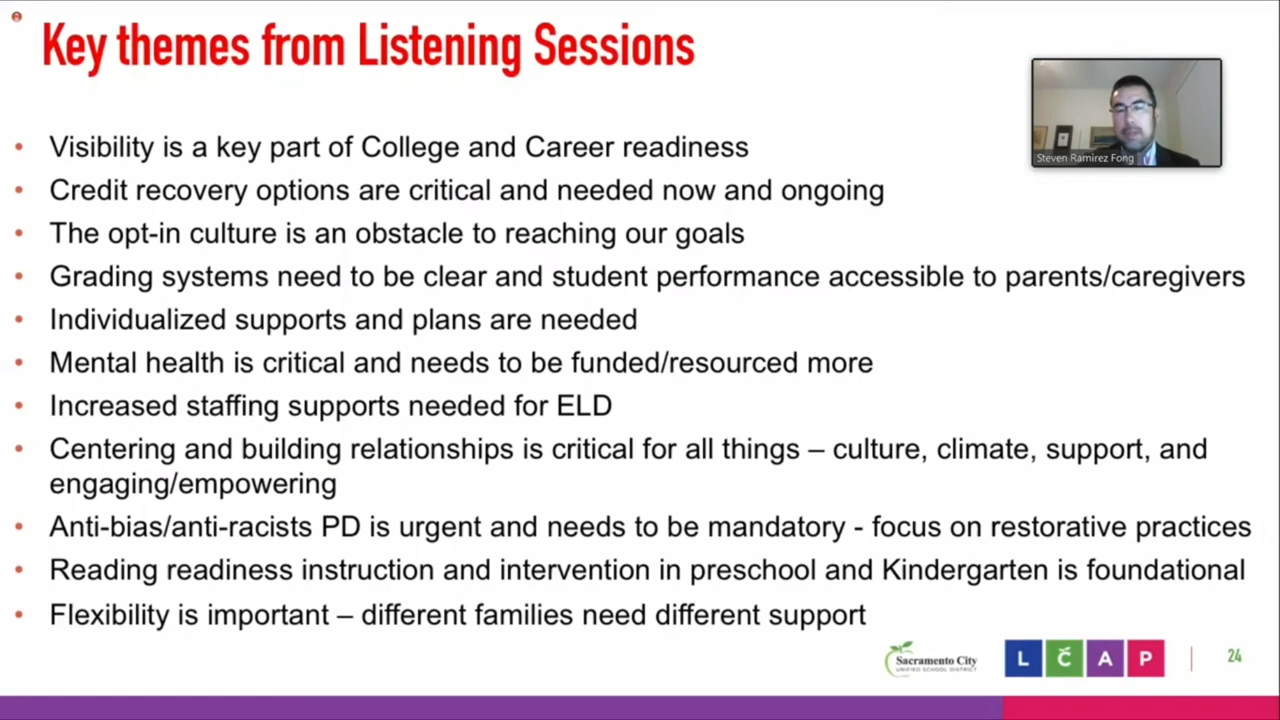 Key themes from Listening Sessions
Steven Ramirez Fong
• Visibility is a key part of College and Career readiness
• Credit recovery options are critical and needed now and ongoing
• The opt-in culture is an obstacle to reaching our goals
• Grading systems need to be clear and student performance accessible to parents/caregivers
• Individualized supports and plans are needed
• Mental health is critical and needs to be funded/resourced more
• Increased staffing supports needed for ELD
• Centering and building relationships is critical for all things – culture, climate, support, and
engaging/empowering
• Anti-bias/anti-racists PD is urgent and needs to be mandatory - focus on restorative practices
• Reading readiness instruction and intervention in preschool and Kindergarten is foundational
• Flexibility is important – different families need different support
Sacramento City
UNIFIED SCHOOL DISTRICT
L Č A P
24